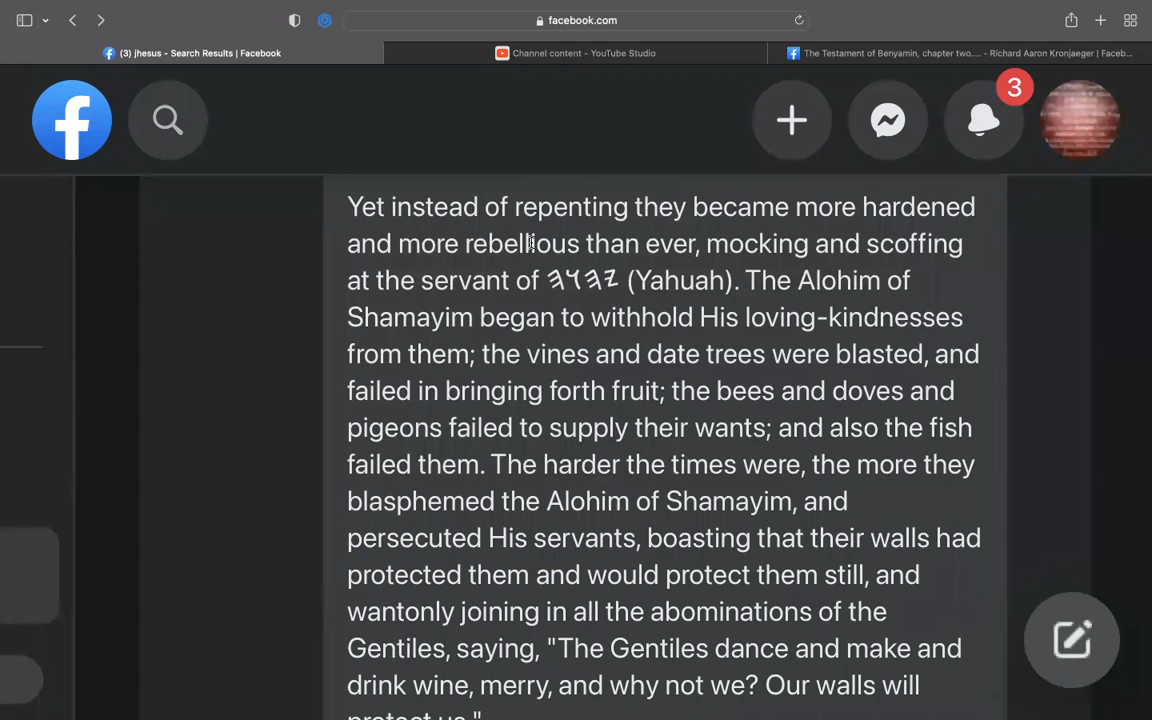 facebook.com
(3) jhesus - Search Results | Facebook
Channel content - YouTube Studio
The Testament of Benyamin, chapter two.... - Richard Aaron Kronjaeger | Faceb...
3
Yet instead of repenting they became more hardened
and more rebellious than ever, mocking and scoffing
at the servant of 𐤉𐤄𐤅𐤄 (Yahuah). The Alohim of
Shamayim began to withhold His loving-kindnesses
from them; the vines and date trees were blasted, and
failed in bringing forth fruit; the bees and doves and
pigeons failed to supply their wants; and also the fish
failed them. The harder the times were, the more they
blasphemed the Alohim of Shamayim, and
persecuted His servants, boasting that their walls had
protected them and would protect them still, and
wantonly joining in all the abominations of the
Gentiles, saying, "The Gentiles dance and make and
drink wine, merry, and why not we? Our walls will
protect us."